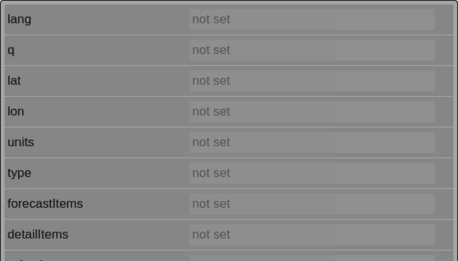 lang not set
q not set
lat not set
lon not set
units not set
type not set
forecastItems not set
detailItems not set